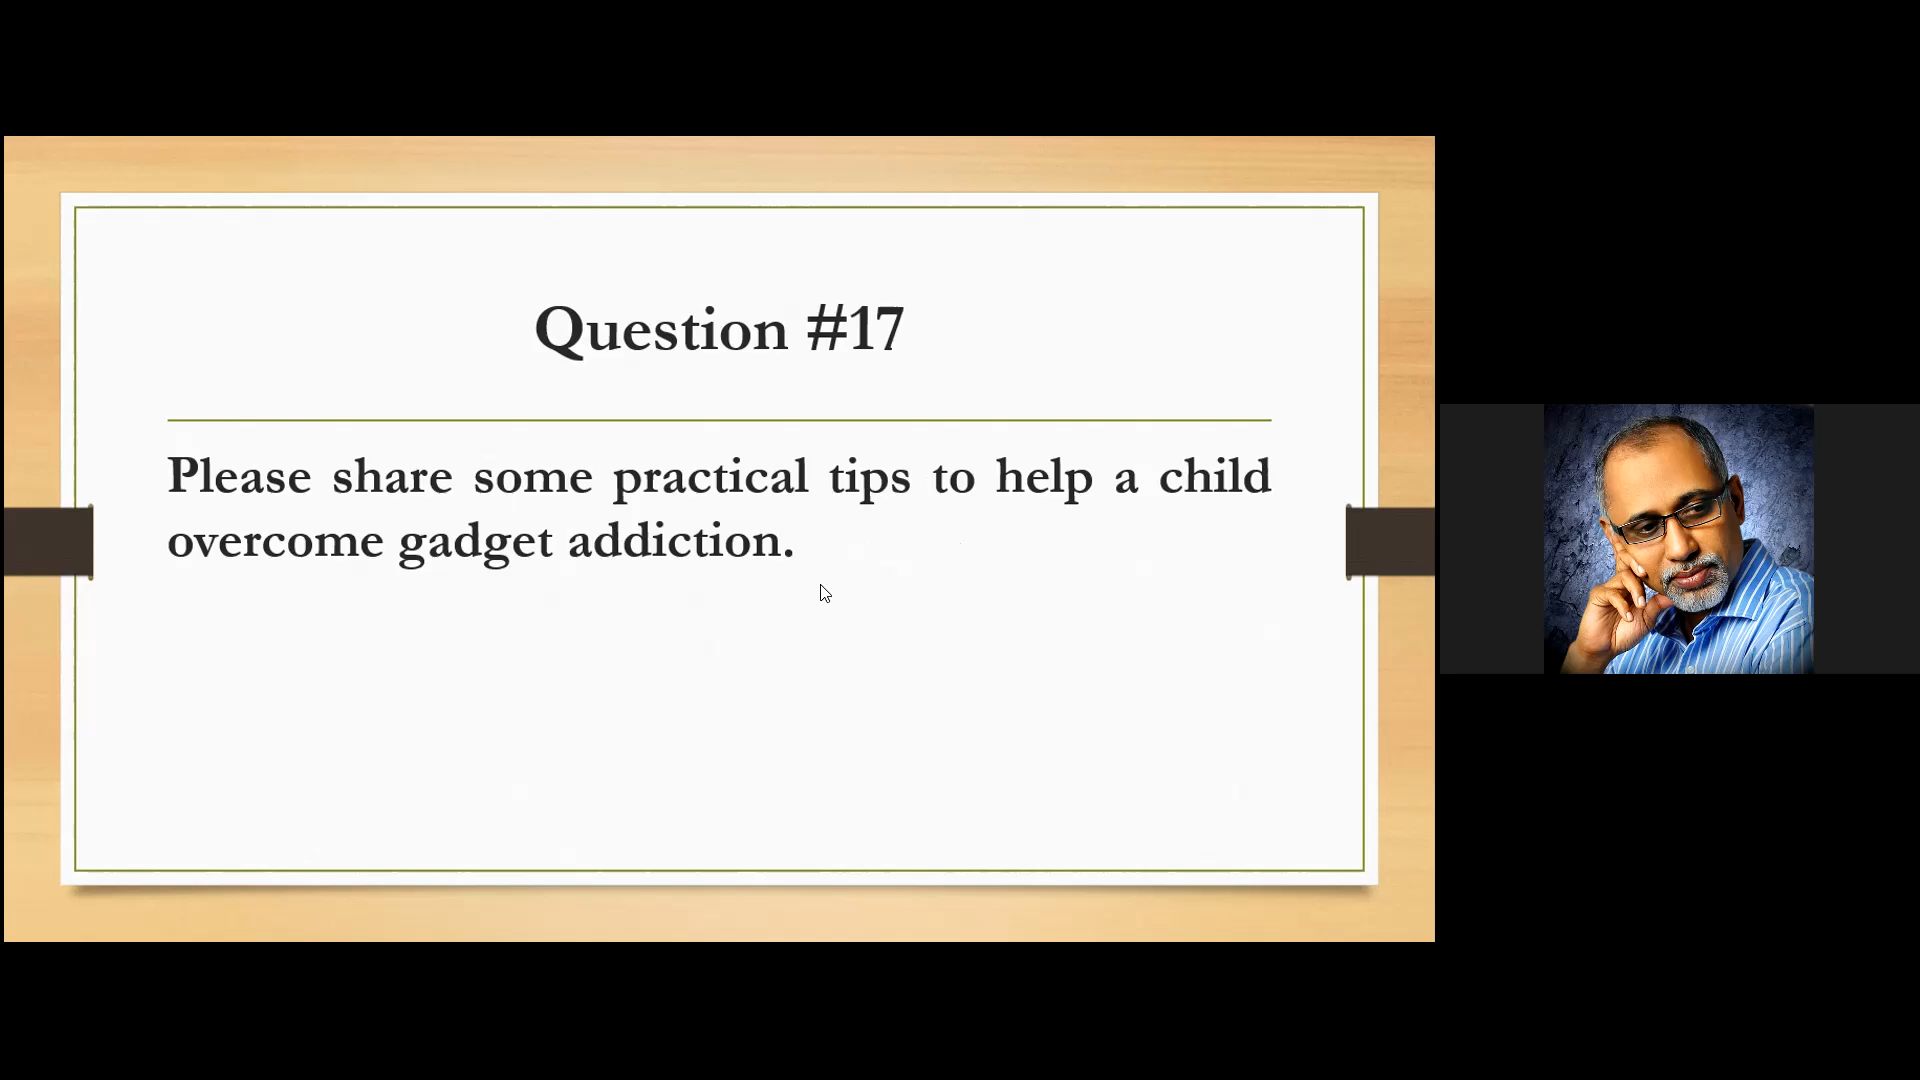 Question #17
Please share some practical tips to help a child
overcome gadget addiction.